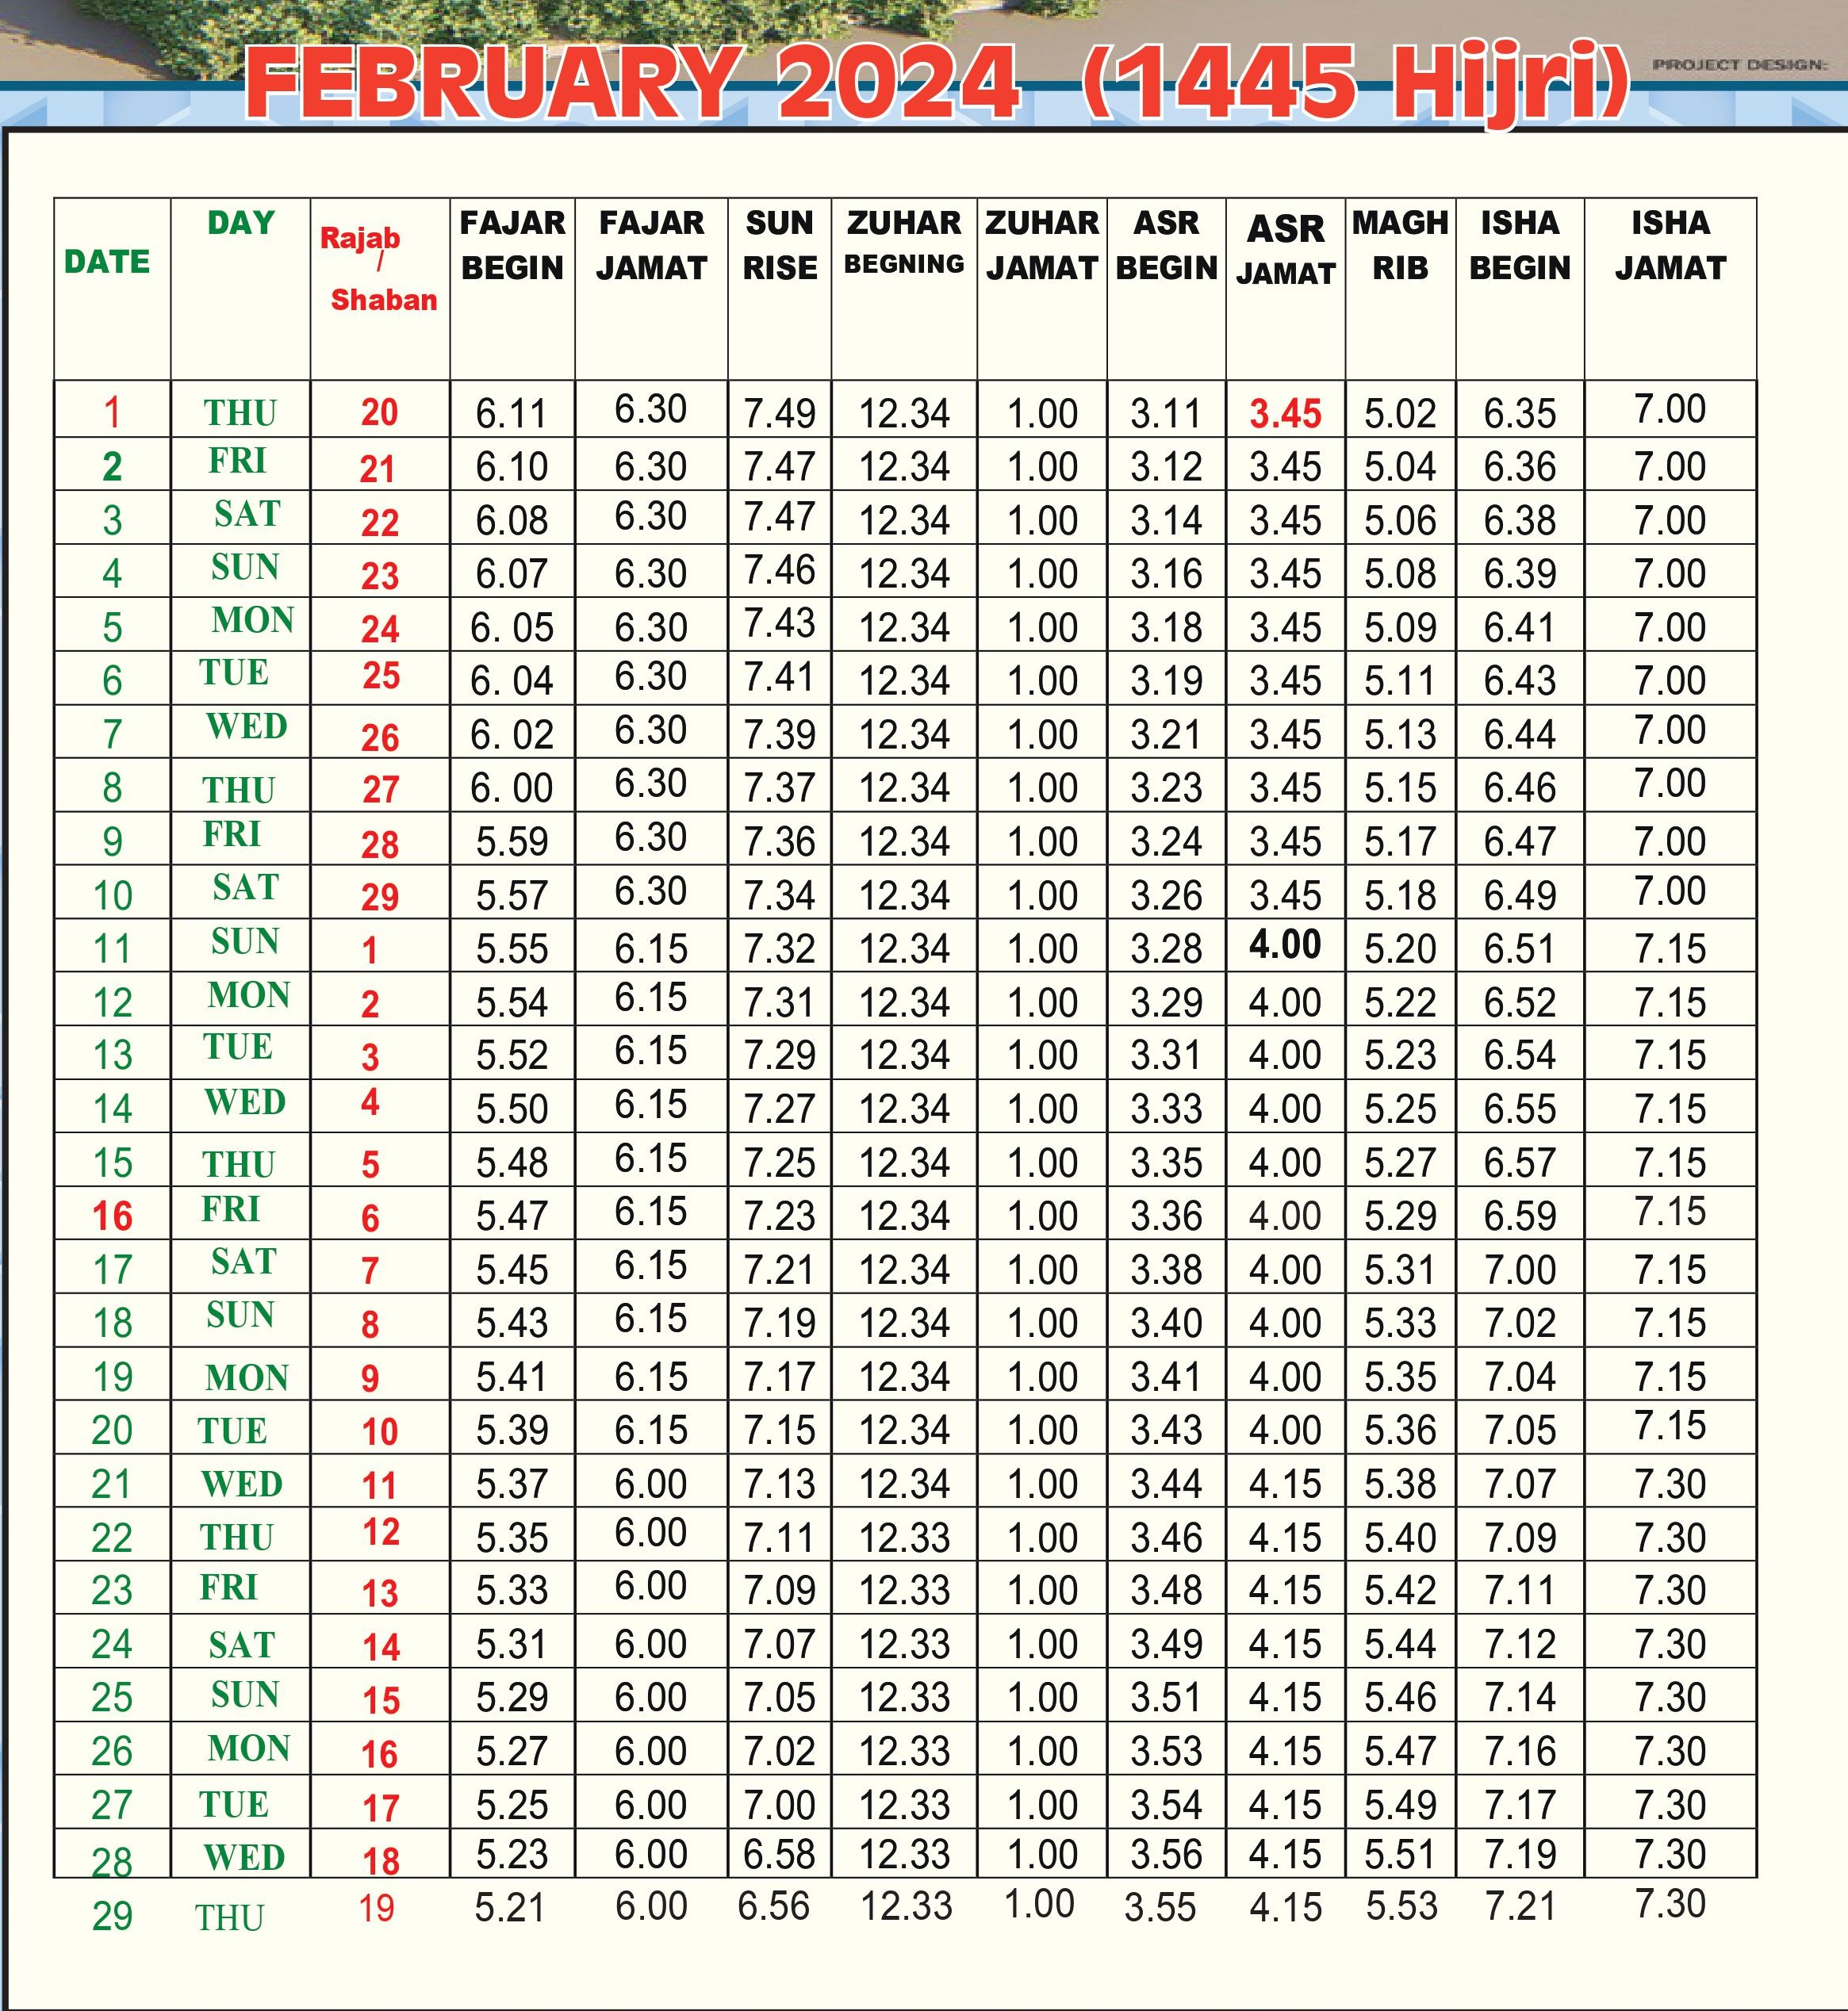 FEBRUARY 2024 (1445 Hijri)
PROJECT DESIGN:
DATE DAY Rajab / Shaban FAJAR BEGIN FAJAR JAMAT SUN RISE ZUHAR BEGNING ZUHAR JAMAT ASR BEGIN ASR JAMAT MAGH RIB ISHA BEGIN ISHA JAMAT
1 THU 20 6.11 6.30 7.49 12.34 1.00 3.11 3.45 5.02 6.35 7.00
2 FRI 21 6.10 6.30 7.47 12.34 1.00 3.12 3.45 5.04 6.36 7.00
3 SAT 22 6.08 6.30 7.47 12.34 1.00 3.14 3.45 5.06 6.38 7.00
4 SUN 23 6.07 6.30 7.46 12.34 1.00 3.16 3.45 5.08 6.39 7.00
5 MON 24 6. 05 6.30 7.43 12.34 1.00 3.18 3.45 5.09 6.41 7.00
6 TUE 25 6. 04 6.30 7.41 12.34 1.00 3.19 3.45 5.11 6.43 7.00
7 WED 26 6. 02 6.30 7.39 12.34 1.00 3.21 3.45 5.13 6.44 7.00
8 THU 27 6. 00 6.30 7.37 12.34 1.00 3.23 3.45 5.15 6.46 7.00
9 FRI 28 5.59 6.30 7.36 12.34 1.00 3.24 3.45 5.17 6.47 7.00
10 SAT 29 5.57 6.30 7.34 12.34 1.00 3.26 3.45 5.18 6.49 7.00
11 SUN 1 5.55 6.15 7.32 12.34 1.00 3.28 4.00 5.20 6.51 7.15
12 MON 2 5.54 6.15 7.31 12.34 1.00 3.29 4.00 5.22 6.52 7.15
13 TUE 3 5.52 6.15 7.29 12.34 1.00 3.31 4.00 5.23 6.54 7.15
14 WED 4 5.50 6.15 7.27 12.34 1.00 3.33 4.00 5.25 6.55 7.15
15 THU 5 5.48 6.15 7.25 12.34 1.00 3.35 4.00 5.27 6.57 7.15
16 FRI 6 5.47 6.15 7.23 12.34 1.00 3.36 4.00 5.29 6.59 7.15
17 SAT 7 5.45 6.15 7.21 12.34 1.00 3.38 4.00 5.31 7.00 7.15
18 SUN 8 5.43 6.15 7.19 12.34 1.00 3.40 4.00 5.33 7.02 7.15
19 MON 9 5.41 6.15 7.17 12.34 1.00 3.41 4.00 5.35 7.04 7.15
20 TUE 10 5.39 6.15 7.15 12.34 1.00 3.43 4.00 5.36 7.05 7.15
21 WED 11 5.37 6.00 7.13 12.34 1.00 3.44 4.15 5.38 7.07 7.30
22 THU 12 5.35 6.00 7.11 12.33 1.00 3.46 4.15 5.40 7.09 7.30
23 FRI 13 5.33 6.00 7.09 12.33 1.00 3.48 4.15 5.42 7.11 7.30
24 SAT 14 5.31 6.00 7.07 12.33 1.00 3.49 4.15 5.44 7.12 7.30
25 SUN 15 5.29 6.00 7.05 12.33 1.00 3.51 4.15 5.46 7.14 7.30
26 MON 16 5.27 6.00 7.02 12.33 1.00 3.53 4.15 5.47 7.16 7.30
27 TUE 17 5.25 6.00 7.00 12.33 1.00 3.54 4.15 5.49 7.17 7.30
28 WED 18 5.23 6.00 6.58 12.33 1.00 3.56 4.15 5.51 7.19 7.30
29 THU 19 5.21 6.00 6.56 12.33 1.00 3.55 4.15 5.53 7.21 7.30